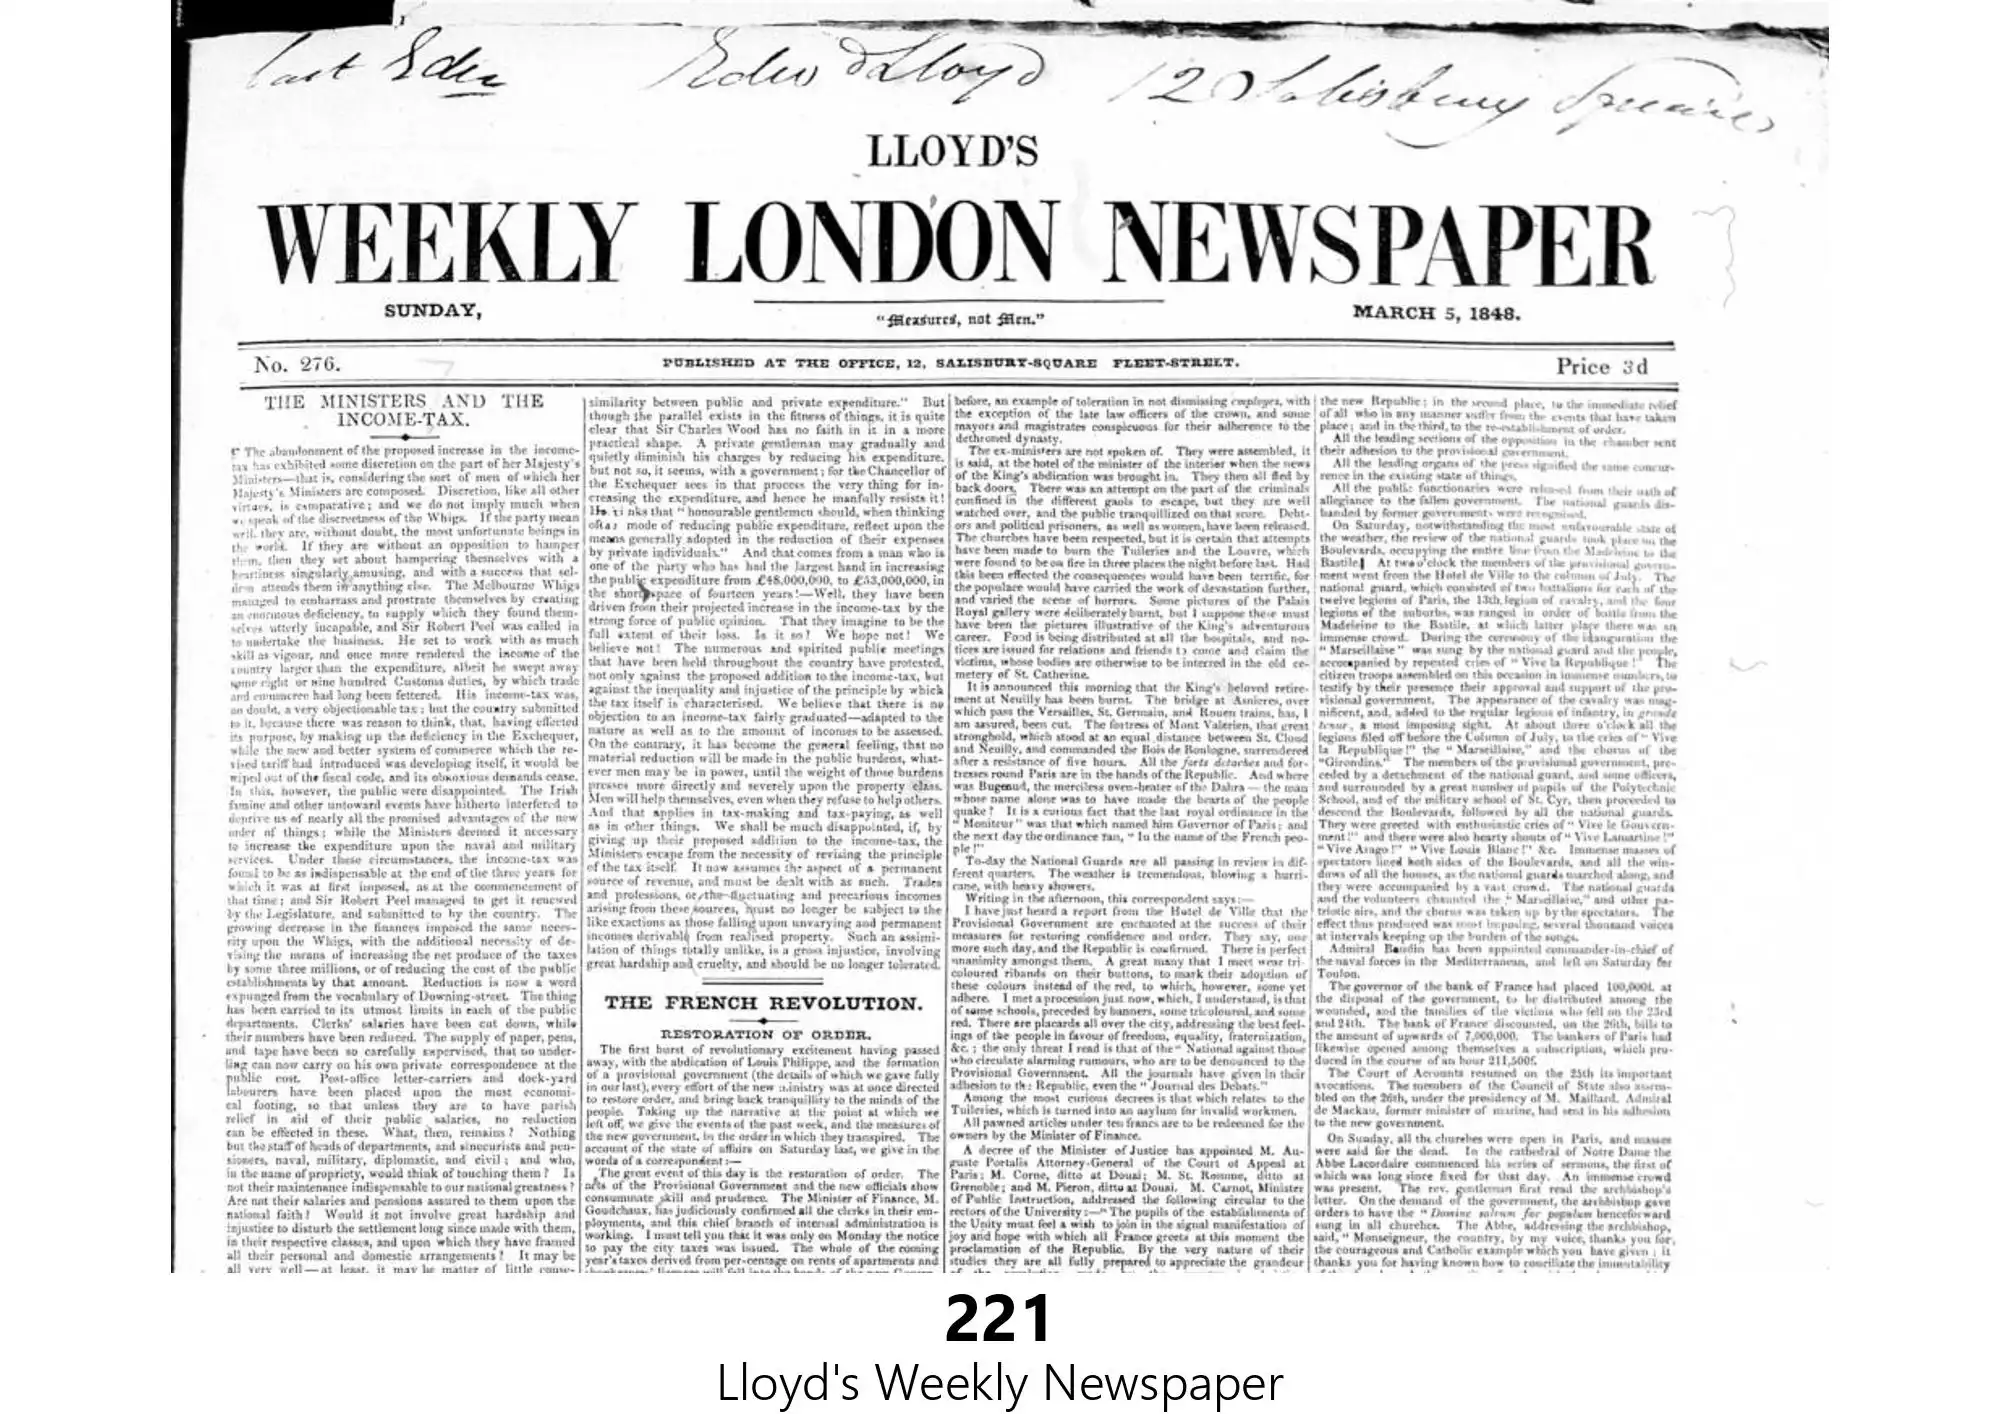 East Eden Edwd Lloyd 12 Salisbury Square
LLOYD'S
WEEKLY LONDON NEWSPAPER
SUNDAY,
"Measures, not Men."
MARCH 5, 1848.
No. 276.
PUBLISHED AT THE OFFICE, 12, SALISBURY-SQUARE FLEET-STREET.
Price 3d
THE MINISTERS AND THE
INCOME-TAX.
The abandonment of the proposed increase in the income-
tax has exhibited some discretion on the part of her Majesty's
Ministers—that is, considering the sort of men of which her
Majesty's Ministers are composed. Discretion, like all other
virtues, is comparative; and we do not imply much when
we speak of the discreetness of the Whigs. If the party mean
well, they are, without doubt, the most unfortunate beings in
the world. If they are without an opposition to hamper
them, then they set about hampering themselves with a
heartiness singularly amusing, and with a success that sel-
dom attends them in anything else. The Melbourne Whigs
managed to embarrass and prostrate themselves by creating
an enormous deficiency, to supply which they found them-
selves utterly incapable, and Sir Robert Peel was called in
to undertake the business. He set to work with as much
skill as vigour, and once more rendered the income of the
country larger than the expenditure, albeit he swept away
some eight or nine hundred Customs duties, by which trade
and commerce had long been fettered. His income-tax was,
no doubt, a very objectionable tax; but the country submitted
to it, because there was reason to think, that, having effected
its purpose, by making up the deficiency in the Exchequer,
while the new and better system of commerce which the re-
vised tariff had introduced was developing itself, it would be
wiped out of the fiscal code, and its obnoxious demands cease.
In this, however, the public were disappointed. The Irish
famine and other untoward events have hitherto interfered to
deprive us of nearly all the promised advantages of the new
order of things; while the Ministers deemed it necessary
to increase the expenditure upon the naval and military
services. Under these circumstances, the income-tax was
found to be as indispensable at the end of the three years for
which it was at first imposed, as at the commencement of
that time; and Sir Robert Peel managed to get it renewed
by the Legislature, and submitted to by the country. The
growing decrease in the finances imposed the same neces-
sity upon the Whigs, with the additional necessity of de-
vising the means of increasing the net produce of the taxes
by some three millions, or of reducing the cost of the public
establishments by that amount. Reduction is now a word
expunged from the vocabulary of Downing-street. The thing
has been carried to its utmost limits in each of the public
departments. Clerks' salaries have been cut down, while
their numbers have been reduced. The supply of paper, pens,
and tape have been so carefully supervised, that no under-
ling can now carry on his own private correspondence at the
public cost. Post-office letter-carriers and dock-yard
labourers have been placed upon the most economi-
cal footing, so that unless they are to have parish
relief in aid of their public salaries, no reduction
can be effected in these. What, then, remains? Nothing
but the staff of heads of departments, and sinecurists and pen-
sioners, naval, military, diplomatic, and civil; and who,
in the name of propriety, would think of touching them? Is
not their maintenance indispensable to our national greatness?
Are not their salaries and pensions assured to them upon the
national faith? Would it not involve great hardship and
injustice to disturb the settlement long since made with them,
in their respective classes, and upon which they have framed
all their personal and domestic arrangements? It may be
all very well—at least, it may be matter of little conse-
similarity between public and private expenditure." But
though the parallel exists in the fitness of things, it is quite
clear that Sir Charles Wood has no faith in it in a more
practical shape. A private gentleman may gradually and
quietly diminish his charges by reducing his expenditure,
but not so, it seems, with a government; for the Chancellor of
the Exchequer sees in that process the very thing for in-
creasing the expenditure, and hence he manfully resists it!
that "honourable gentlemen should, when thinking
mode of reducing public expenditure, reflect upon the
means generally adopted in the reduction of their expenses
by private individuals." And that comes from a man who is
one of the party who has had the largest hand in increasing
the public expenditure from £48,000,000, to £53,000,000, in
the short space of fourteen years!—Well, they have been
driven from their projected increase in the income-tax by the
strong force of public opinion. That they imagine to be the
full extent of their loss. Is it so? We hope not! We
believe not! The numerous and spirited public meetings
that have been held throughout the country have protested,
not only against the proposed addition to the income-tax, but
against the inequality and injustice of the principle by which
the tax itself is characterised. We believe that there is no
objection to an income-tax fairly graduated—adapted to the
nature as well as to the amount of incomes to be assessed.
On the contrary, it has become the general feeling, that no
material reduction will be made in the public burdens, what-
ever men may be in power, until the weight of those burdens
presses more directly and severely upon the property class.
Men will help themselves, even when they refuse to help others.
And that applies in tax-making and tax-paying, as well
as in other things. We shall be much disappointed, if, by
giving up their proposed addition to the income-tax, the
Ministers escape from the necessity of revising the principle
of the tax itself. It now assumes the aspect of a permanent
source of revenue, and must be dealt with as such. Trades
and professions, or the fluctuating and precarious incomes
arising from these sources, must no longer be subject to the
like exactions as those falling upon unvarying and permanent
incomes derivable from realised property. Such an assimi-
lation of things totally unlike, is a gross injustice, involving
great hardship and cruelty, and should be no longer tolerated.
THE FRENCH REVOLUTION.
RESTORATION OF ORDER.
The first burst of revolutionary excitement having passed
away, with the abdication of Louis Philippe, and the formation
of a provisional government (the details of which we gave fully
in our last), every effort of the new ministry was at once directed
to restore order, and bring back tranquillity to the minds of the
people. Taking up the narrative at the point at which we
left off, we give the events of the past week, and the measures of
the new government, in the order in which they transpired. The
account of the state of affairs on Saturday last, we give in the
words of a correspondent:—
The great event of this day is the restoration of order. The
acts of the Provisional Government and the new officials show
consummate skill and prudence. The Minister of Finance, M.
Goudchaux, has judiciously confirmed all the clerks in their em-
ployments, and this chief branch of internal administration is
working. I must tell you that it was only on Monday the notice
to pay the city taxes was issued. The whole of the coming
year's taxes derived from per-centage on rents of apartments and
before, an example of toleration in not dismissing employes, with
the exception of the late law officers of the crown, and some
mayors and magistrates conspicuous for their adherence to the
dethroned dynasty.
The ex-ministers are not spoken of. They were assembled, it
is said, at the hotel of the minister of the interior when the news
of the King's abdication was brought in. They then all fled by
back doors. There was an attempt on the part of the criminals
confined in the different gaols to escape, but they are well
watched over, and the public tranquillized on that score. Debt-
ors and political prisoners, as well as women, have been released.
The churches have been respected, but it is certain that attempts
have been made to burn the Tuileries and the Louvre, which
were found to be on fire in three places the night before last. Had
this been effected the consequences would have been terrific, for
the populace would have carried the work of devastation further,
and varied the scene of horrors. Some pictures of the Palais
Royal gallery were deliberately burnt, but I suppose these must
have been the pictures illustrative of the King's adventurous
career. Food is being distributed at all the hospitals, and no-
tices are issued for relations and friends to come and claim the
victims, whose bodies are otherwise to be interred in the old ce-
metery of St. Catherine.
It is announced this morning that the King's beloved retire-
ment at Neuilly has been burnt. The bridge at Asnieres, over
which pass the Versailles, St. Germain, and Rouen trains, has, I
am assured, been cut. The fortress of Mont Valerien, that great
stronghold, which stood at an equal distance between St. Cloud
and Neuilly, and commanded the Bois de Boulogne, surrendered
after a resistance of five hours. All the forts detaches and for-
tresses round Paris are in the hands of the Republic. And where
was Bugeaud, the merciless oven-heater of the Dahra — the man
whose name alone was to have made the hearts of the people
quake? It is a curious fact that the last royal ordinance in the
" Moniteur" was that which named him Governor of Paris; and
the next day the ordinance ran, "In the name of the French peo-
ple!"
To-day the National Guards are all passing in review in dif-
ferent quarters. The weather is tremendous, blowing a hurri-
cane, with heavy showers.
Writing in the afternoon, this correspondent says:—
I have just heard a report from the Hotel de Ville that the
Provisional Government are enchanted at the success of their
measures for restoring confidence and order. They say, one
more such day, and the Republic is confirmed. There is perfect
unanimity amongst them. A great many that I meet wear tri-
coloured ribands on their buttons, to mark their adoption of
these colours instead of the red, to which, however, some yet
adhere. I met a procession just now, which, I understand, is that
of some schools, preceded by banners, some tricoloured, and some
red. There are placards all over the city, addressing the best feel-
ings of the people in favour of freedom, equality, fraternization,
&c.; the only threat I read is that of the "National against those
who circulate alarming rumours, who are to be denounced to the
Provisional Government. All the journals have given in their
adhesion to the Republic, even the "Journal des Debats."
Among the most curious decrees is that which relates to the
Tuileries, which is turned into an asylum for invalid workmen.
All pawned articles under ten francs are to be redeemed for the
owners by the Minister of Finance.
A decree of the Minister of Justice has appointed M. Au-
guste Portalis Attorney-General of the Court of Appeal at
Paris; M. Corne, ditto at Douai; M. St. Romme, ditto at
Grenoble; and M. Pieron, ditto at Douai. M. Carnot, Minister
of Public Instruction, addressed the following circular to the
rectors of the University:—"The pupils of the establishments of
the Unity must feel a wish to join in the signal manifestation of
joy and hope with which all France greets at this moment the
proclamation of the Republic. By the very nature of their
studies they are all fully prepared to appreciate the grandeur
the new Republic; in the second place, to the immediate relief
of all who in any manner suffer from the events that have taken
place; and in the third, to the re-establishment of order.
All the leading sections of the opposition in the chamber sent
their adhesion to the provisional government.
All the leading organs of the press signified the same concur-
rence in the existing state of things.
All the public functionaries were released from their oath of
allegiance to the fallen government. The national guards dis-
banded by former governments were recognised.
On Saturday, notwithstanding the most unfavourable state of
the weather, the review of the national guards took place on the
Boulevards, occupying the entire line from the Madeleine to the
Bastile. At two o'clock the members of the provisional govern-
ment went from the Hotel de Ville to the column of July. The
national guard, which consisted of two battalions for each of the
twelve legions of Paris, the 13th legion of cavalry, and the four
legions of the suburbs, was ranged in order of battle from the
Madeleine to the Bastile, at which latter place there was an
immense crowd. During the ceremony of the inauguration the
" Marseillaise" was sung by the national guard and the people,
accompanied by repeated cries of "Vive la Republique!" The
citizen troops assembled on this occasion in immense numbers, to
testify by their presence their approval and support of the pro-
visional government. The appearance of the cavalry was mag-
nificent, and, added to the regular legions of infantry, in grande
tenue, a most imposing sight. At about three o'clock all the
legions filed off before the Column of July, to the cries of "Vive
la Republique!" the "Marseillaise," and the chorus of the
"Girondins." The members of the provisional government, pre-
ceded by a detachment of the national guard, and some officers,
and surrounded by a great number of pupils of the Polytechnic
School, and of the military school of St. Cyr, then proceeded to
descend the Boulevards, followed by all the national guards.
They were greeted with enthusiastic cries of "Vive le Gouvern-
ment!" and there were also hearty shouts of "Vive Lamartine!"
"Vive Arago!" "Vive Louis Blanc!" &c. Immense masses of
spectators lined both sides of the Boulevards, and all the win-
dows of all the houses, as the national guards marched along, and
they were accompanied by a vast crowd. The national guards
and the volunteers chaunted the "Marseillaise," and other pa-
triotic airs, and the chorus was taken up by the spectators. The
effect thus produced was most imposing, several thousand voices
at intervals keeping up the burden of the songs.
Admiral Baudin has been appointed commander-in-chief of
the naval forces in the Mediterranean, and left on Saturday for
Toulon.
The governor of the bank of France had placed 100,000l. at
the disposal of the government, to be distributed among the
wounded, and the families of the victims who fell on the 23rd
and 24th. The bank of France discounted, on the 26th, bills to
the amount of upwards of 7,000,000. The bankers of Paris had
likewise opened among themselves a subscription, which pro-
duced in the course of an hour 211,500f.
The Court of Accounts resumed on the 25th its important
avocations. The members of the Council of State also assem-
bled on the 26th, under the presidency of M. Maillard. Admiral
de Mackau, former minister of marine, had sent in his adhesion
to the new government.
On Sunday, all the churches were open in Paris, and masses
were said for the dead. In the cathedral of Notre Dame the
Abbe Lacordaire commenced his series of sermons, the first of
which was long since fixed for that day. An immense crowd
was present. The rev. gentleman first read the archbishop's
letter. On the demand of the government, the archbishop gave
orders to have the "Domine salvum fac populum henceforward
sung in all churches. The Abbe, addressing the archbishop,
said, "Monseigneur, the country, by my voice, thanks you for,
the courageous and Catholic example which you have given; it
thanks you for having known how to conciliate the immutability
221
Lloyd's Weekly Newspaper